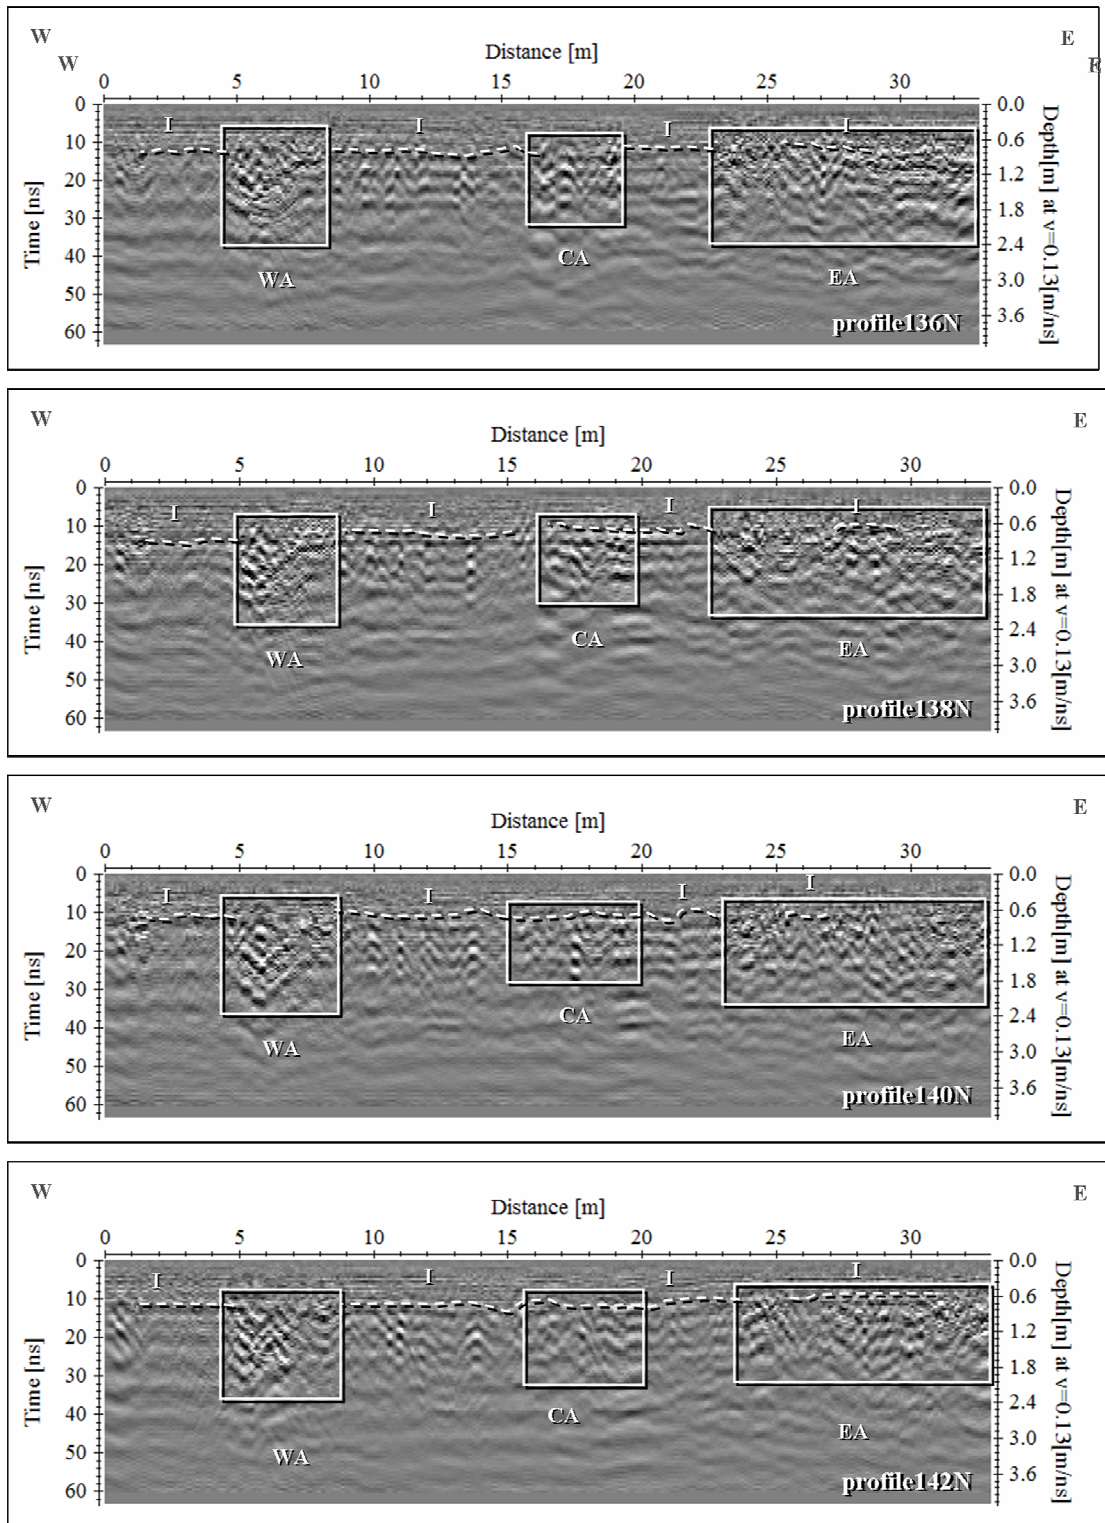 W E
W E
Distance [m]
0 5 10 15 20 25 30
Time [ns]
0 10 20 30 40 50 60
Depth[m] at v=0.13[m/ns]
0.0 0.6 1.2 1.8 2.4 3.0 3.6
I I I I
WA CA EA
profile136N
W E
Distance [m]
0 5 10 15 20 25 30
Time [ns]
0 10 20 30 40 50 60
Depth[m] at v=0.13[m/ns]
0.0 0.6 1.2 1.8 2.4 3.0 3.6
I I I I
WA CA EA
profile138N
W E
Distance [m]
0 5 10 15 20 25 30
Time [ns]
0 10 20 30 40 50 60
Depth[m] at v=0.13[m/ns]
0.0 0.6 1.2 1.8 2.4 3.0 3.6
I I I I
WA CA EA
profile140N
W E
Distance [m]
0 5 10 15 20 25 30
Time [ns]
0 10 20 30 40 50 60
Depth[m] at v=0.13[m/ns]
0.0 0.6 1.2 1.8 2.4 3.0 3.6
I I I I
WA CA EA
profile142N